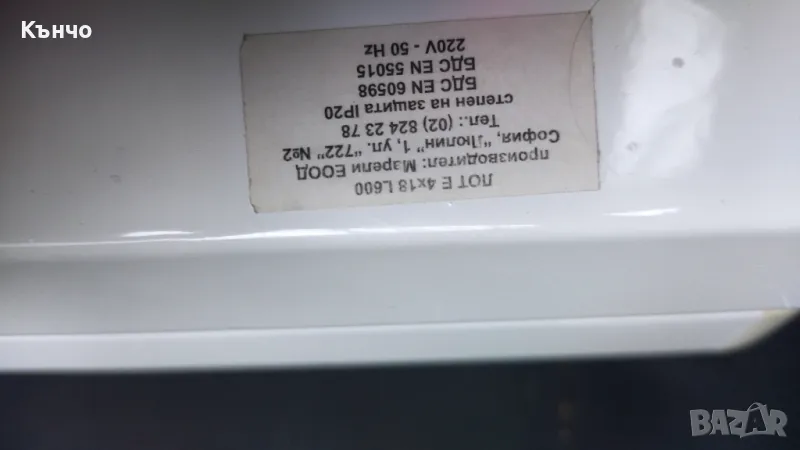 Кънчо
ЛОТ E 4x18 L600
производител: Марели ЕООД
София, "Люлин" 1, ул. "722" №2
Тел.: (02) 824 23 78
степен на защита IP20
БДС EN 60598
БДС EN 55015
220V - 50 Hz
BAZAR